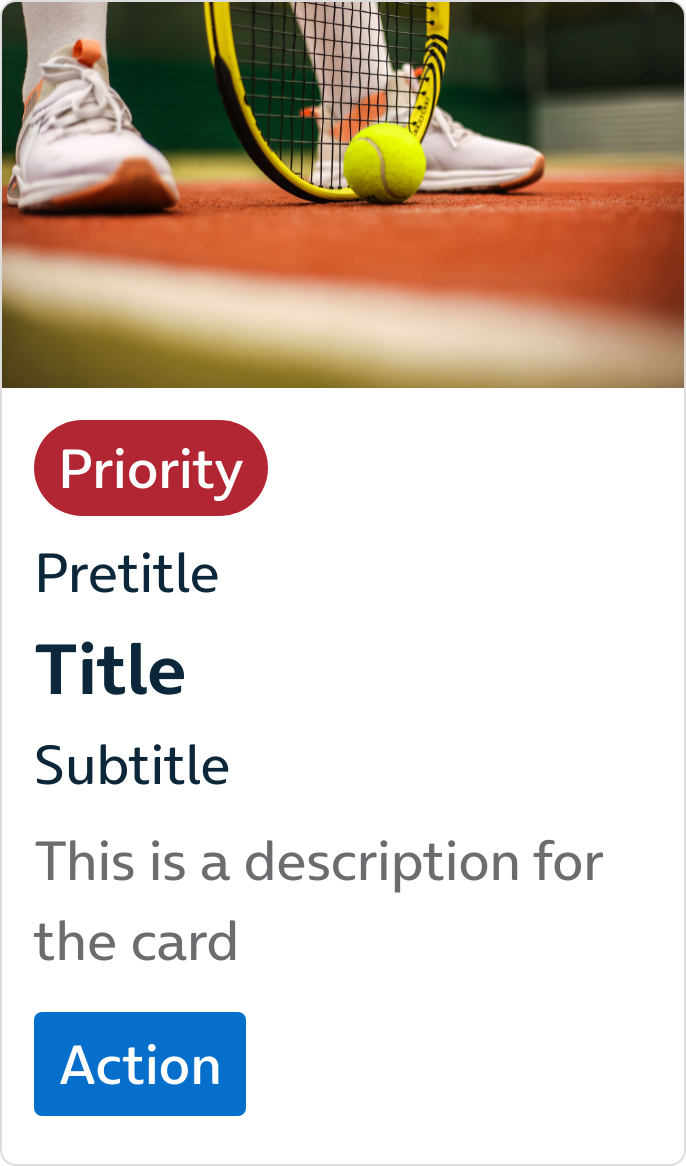 Priority
Pretitle
Title
Subtitle
This is a description for
the card
Action